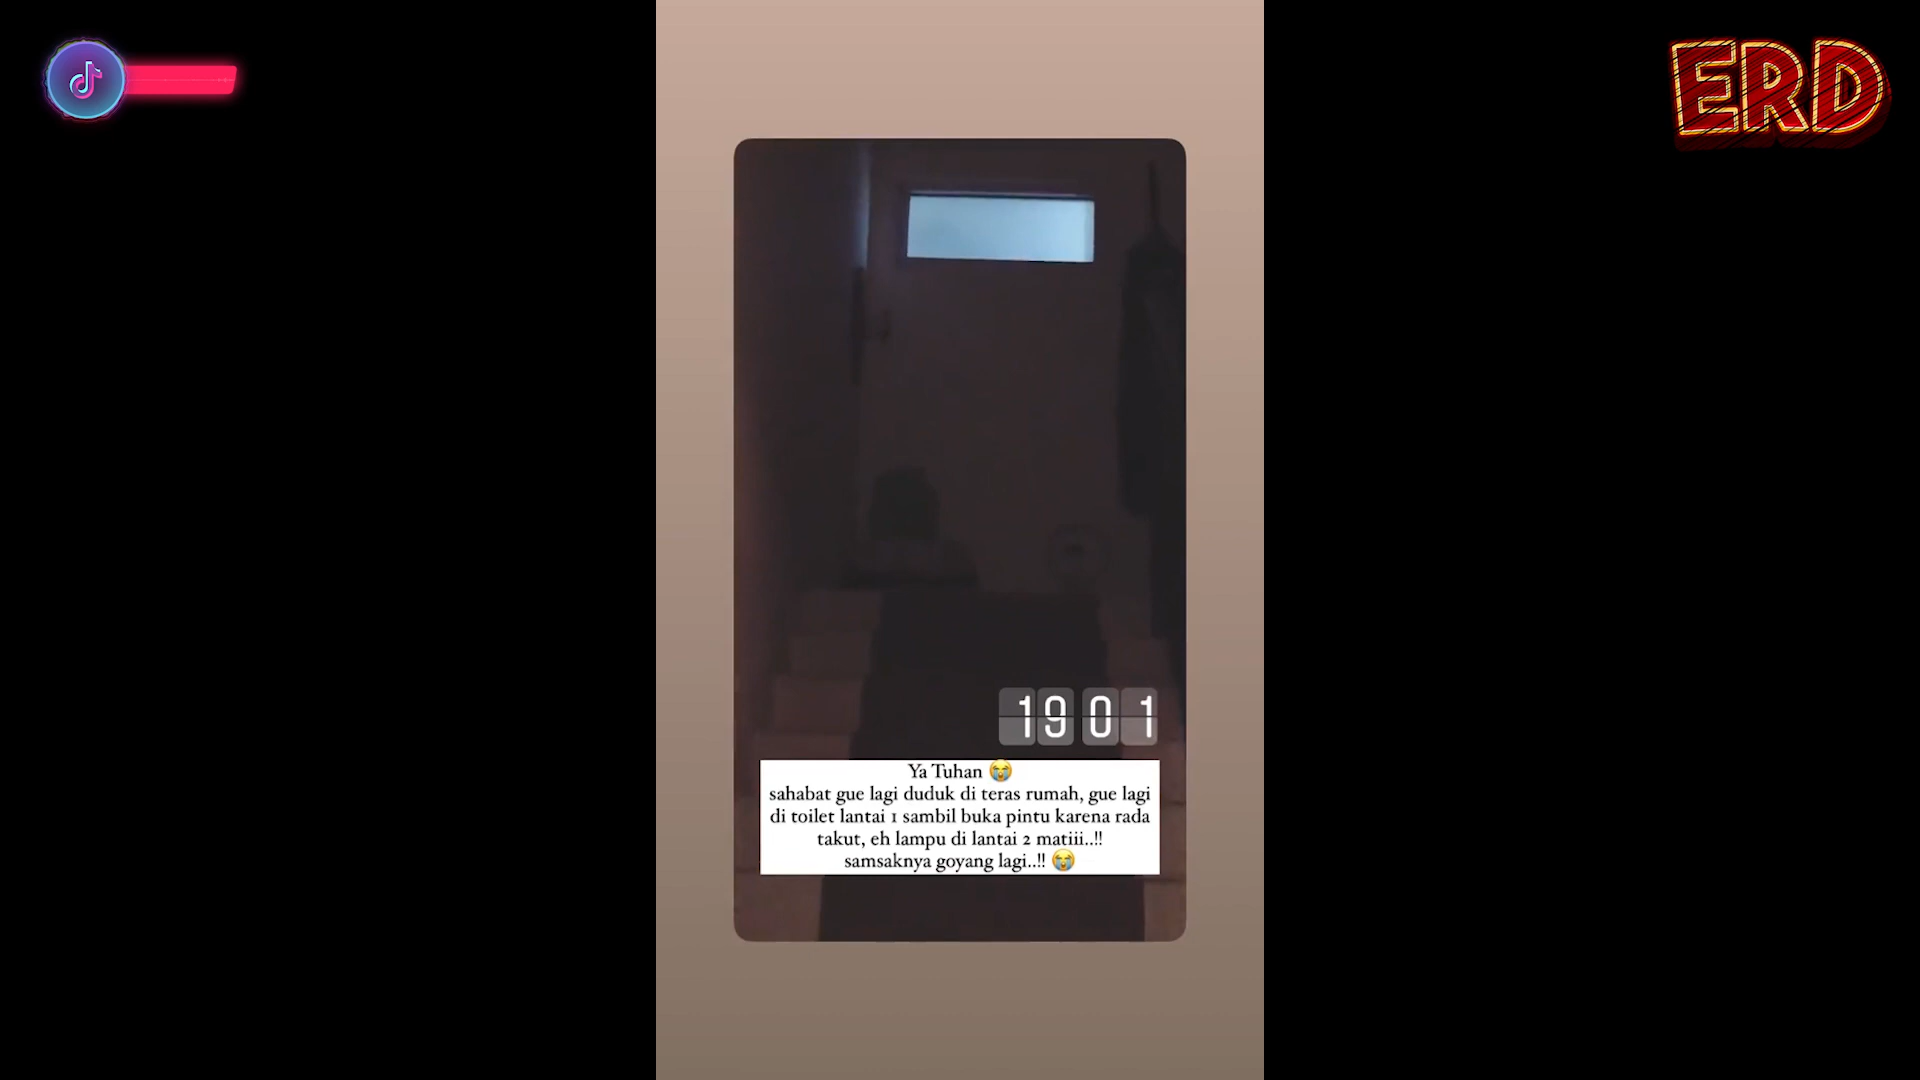 ERD
19 01
Ya Tuhan 😭
sahabat gue lagi duduk di teras rumah, gue lagi
di toilet lantai 1 sambil buka pintu karena rada
takut, eh lampu di lantai 2 matiii..!!
samsaknya goyang lagi..!! 😭